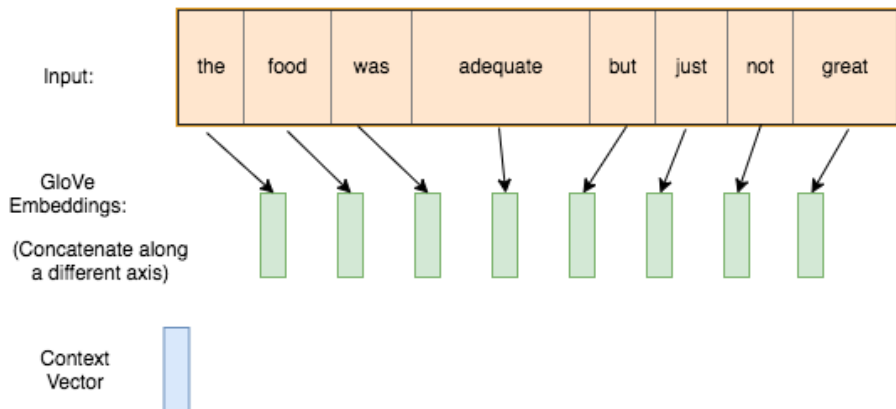 Input:
the food was adequate but just not great
GloVe
Embeddings:
(Concatenate along
a different axis)
Context
Vector